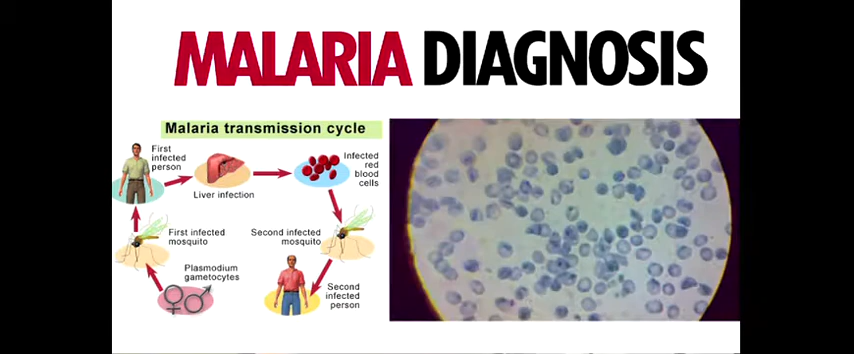 MALARIA DIAGNOSIS
Malaria transmission cycle
First
infected
person
Liver infection
Infected
red
blood
cells
First infected
mosquito
Second infected
mosquito
Plasmodium
gametocytes
Second
infected
person